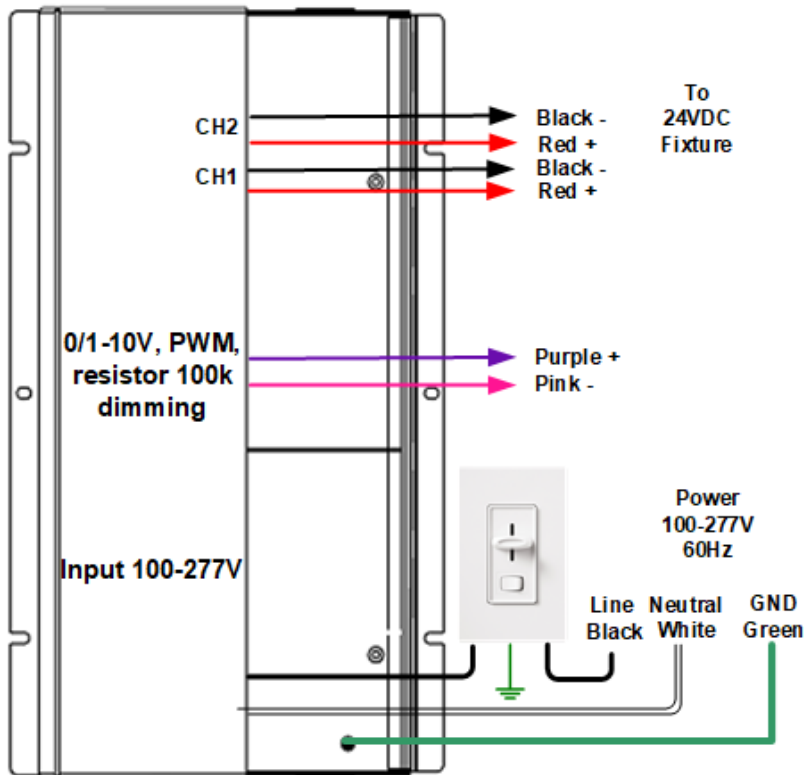 CH2
CH1
Black -
Red +
Black -
Red +
To
24VDC
Fixture
0/1-10V, PWM,
resistor 100k
dimming
Purple +
Pink -
Input 100-277V
Power
100-277V
60Hz
Line
Black
Neutral
White
GND
Green